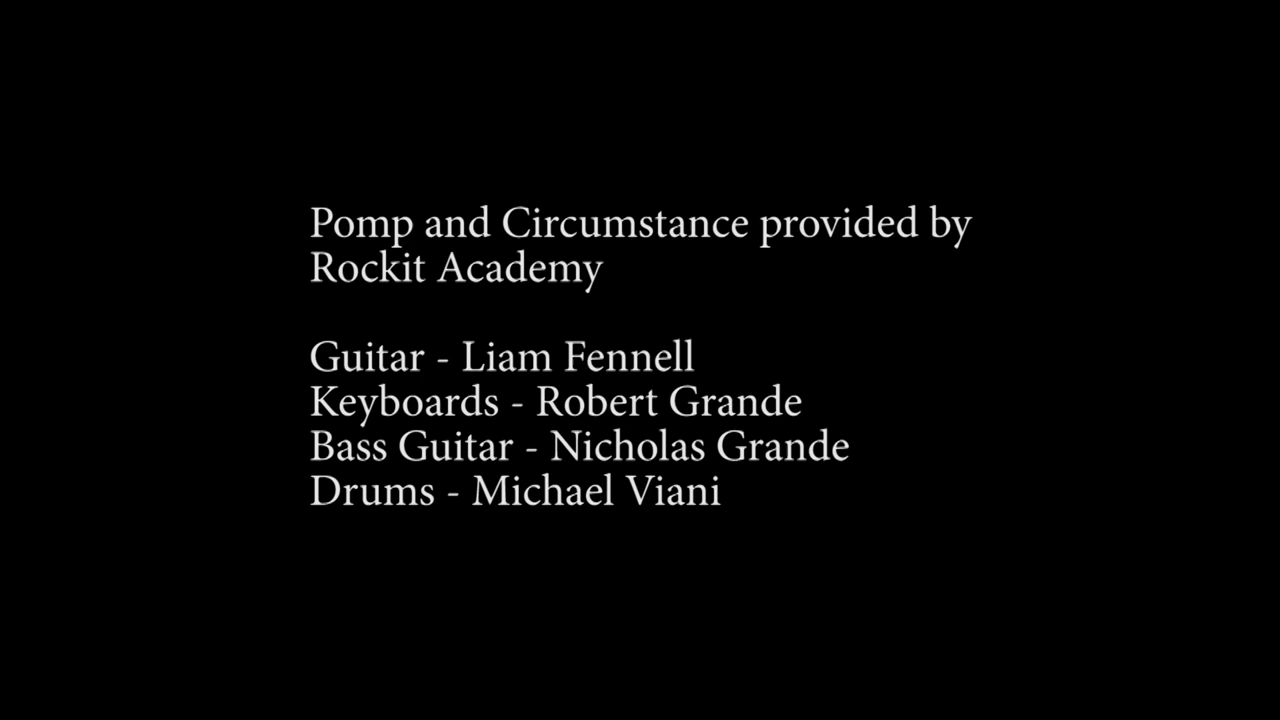 Pomp and Circumstance provided by
Rockit Academy
Guitar - Liam Fennell
Keyboards - Robert Grande
Bass Guitar - Nicholas Grande
Drums - Michael Viani